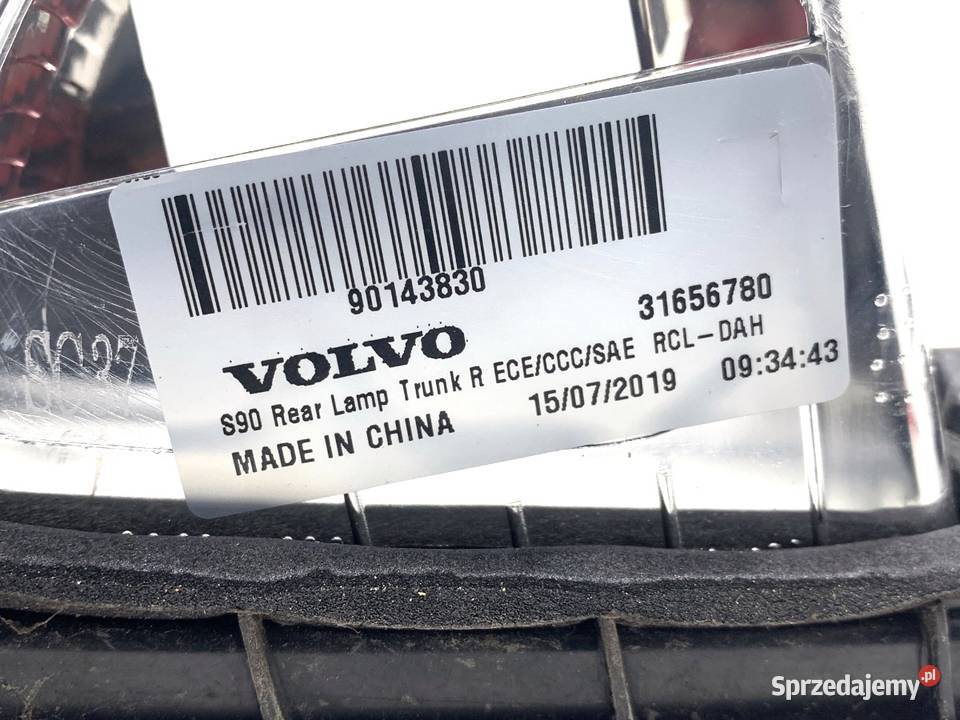 90143830
31656780
VOLVO
S90 Rear Lamp Trunk R ECE/CCC/SAE RCL-DAH
MADE IN CHINA 15/07/2019 09:34:43
Sprzedajemy.pl